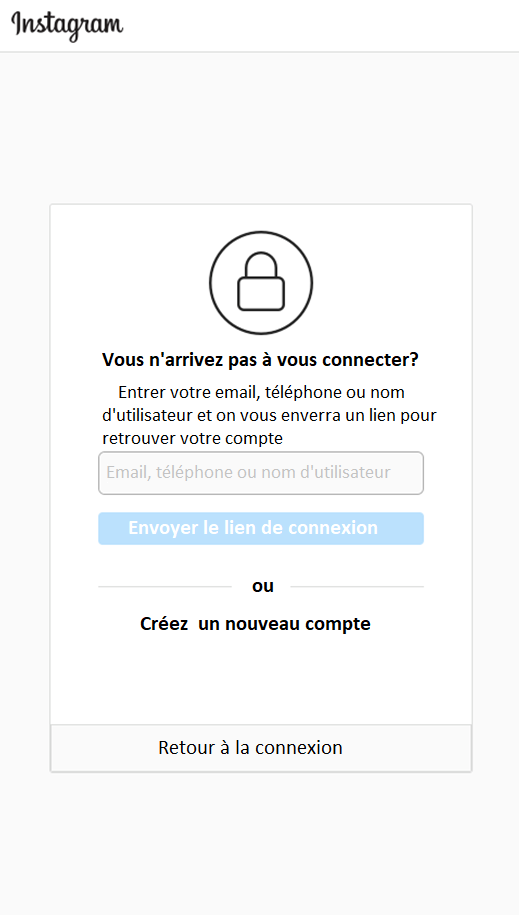 Instagram
Vous n'arrivez pas à vous connecter?
Entrer votre email, téléphone ou nom
d'utilisateur et on vous enverra un lien pour
retrouver votre compte
Email, téléphone ou nom d'utilisateur
Envoyer le lien de connexion
ou
Créez un nouveau compte
Retour à la connexion